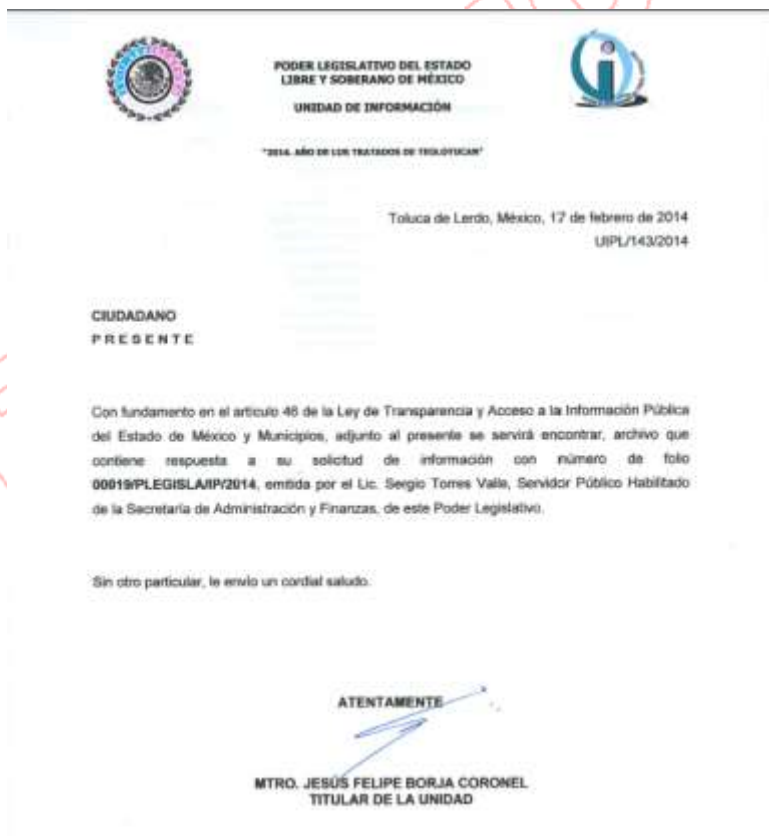 PODER LEGISLATIVO DEL ESTADO
LIBRE Y SOBERANO DE MÉXICO
UNIDAD DE INFORMACIÓN
"2014. AÑO DE LOS TRATADOS DE TEOLOYUCAN"
Toluca de Lerdo, México, 17 de febrero de 2014
UIPL/143/2014
CIUDADANO
P R E S E N T E
Con fundamento en el artículo 46 de la Ley de Transparencia y Acceso a la Información Pública
del Estado de México y Municipios, adjunto al presente se servirá encontrar, archivo que
contiene respuesta a su solicitud de información con número de folio
00019/PLEGISLA/IP/2014, emitida por el Lic. Sergio Torres Valle, Servidor Público Habilitado
de la Secretaría de Administración y Finanzas, de este Poder Legislativo.
Sin otro particular, le envío un cordial saludo.
ATENTAMENTE
MTRO. JESÚS FELIPE BORJA CORONEL
TITULAR DE LA UNIDAD